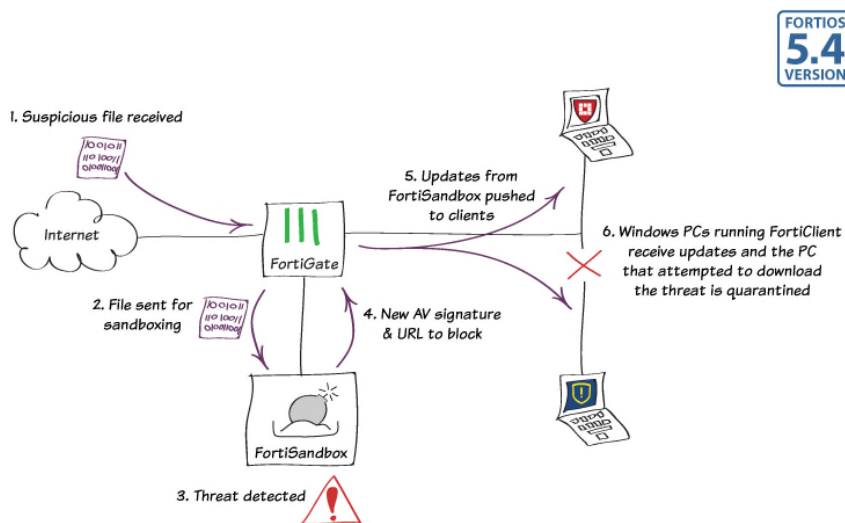 FORTIOS
5.4
VERSION
1. Suspicious file received
Internet
FortiGate
5. Updates from
FortiSandbox pushed
to clients
6. Windows PCs running FortiClient
receive updates and the PC
that attempted to download
the threat is quarantined
2. File sent for
sandboxing
4. New AV signature
& URL to block
FortiSandbox
3. Threat detected